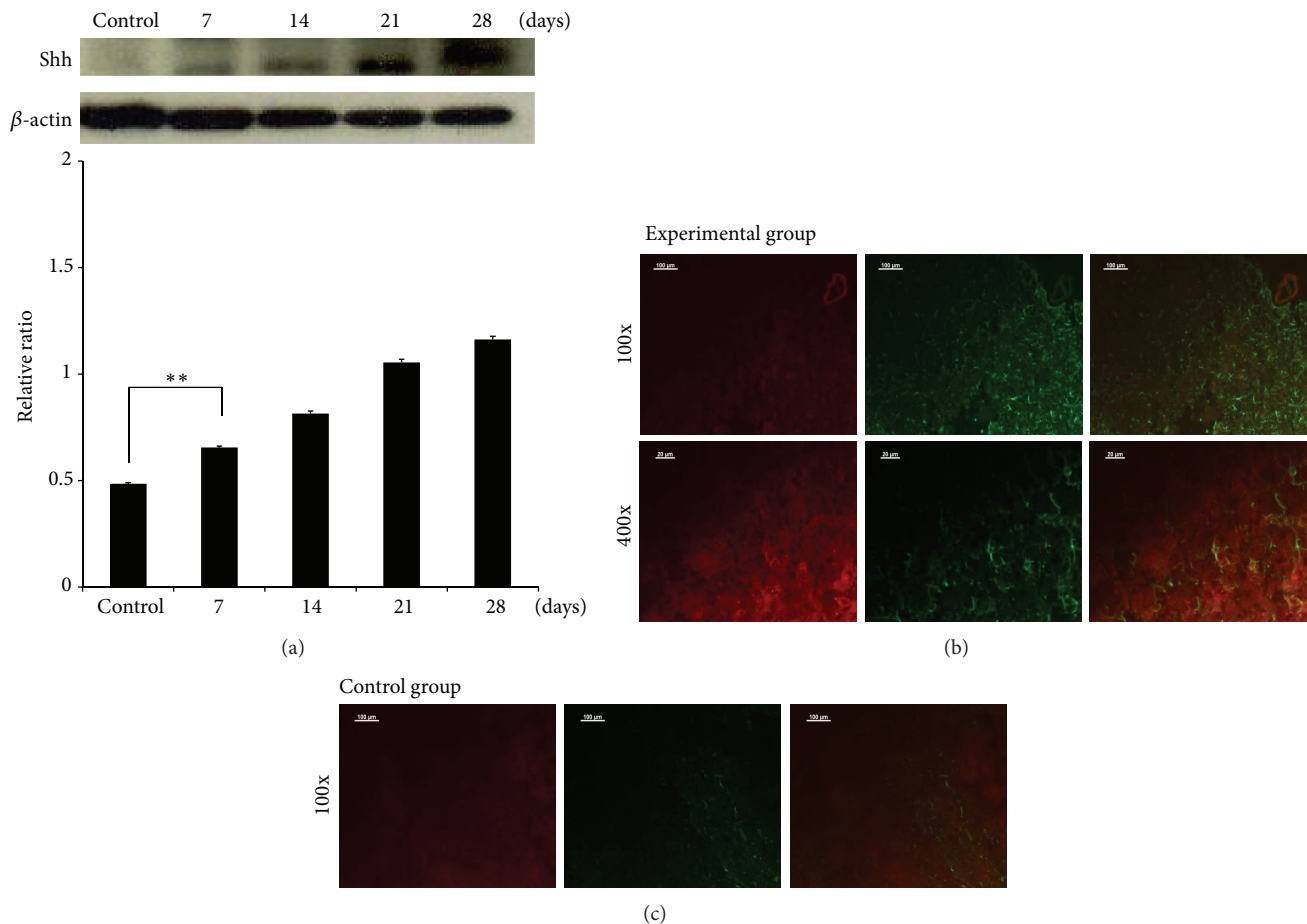 Control 7 14 21 28 (days)
Shh
β-actin
2
1.5
1
0.5
0
Relative ratio
**
Control 7 14 21 28 (days)
(a)
Experimental group
100x
100 μm 100 μm 100 μm
400x
20 μm 20 μm 20 μm
(b)
Control group
100x
100 μm 100 μm 100 μm
(c)